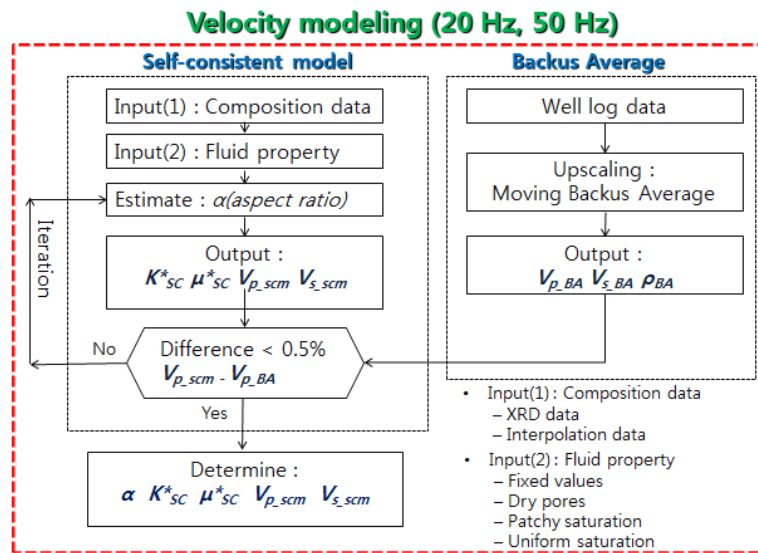 Velocity modeling (20 Hz, 50 Hz)
Self-consistent model
Input(1) : Composition data
Input(2) : Fluid property
Estimate : α(aspect ratio)
Output :
K*SC μ*SC Vp_scm Vs_scm
Iteration
No
Difference < 0.5%
Vp_scm - Vp_BA
Yes
Determine :
α K*SC μ*SC Vp_scm Vs_scm
Backus Average
Well log data
Upscaling :
Moving Backus Average
Output :
Vp_BA Vs_BA ρBA
• Input(1) : Composition data
– XRD data
– Interpolation data
• Input(2) : Fluid property
– Fixed values
– Dry pores
– Patchy saturation
– Uniform saturation